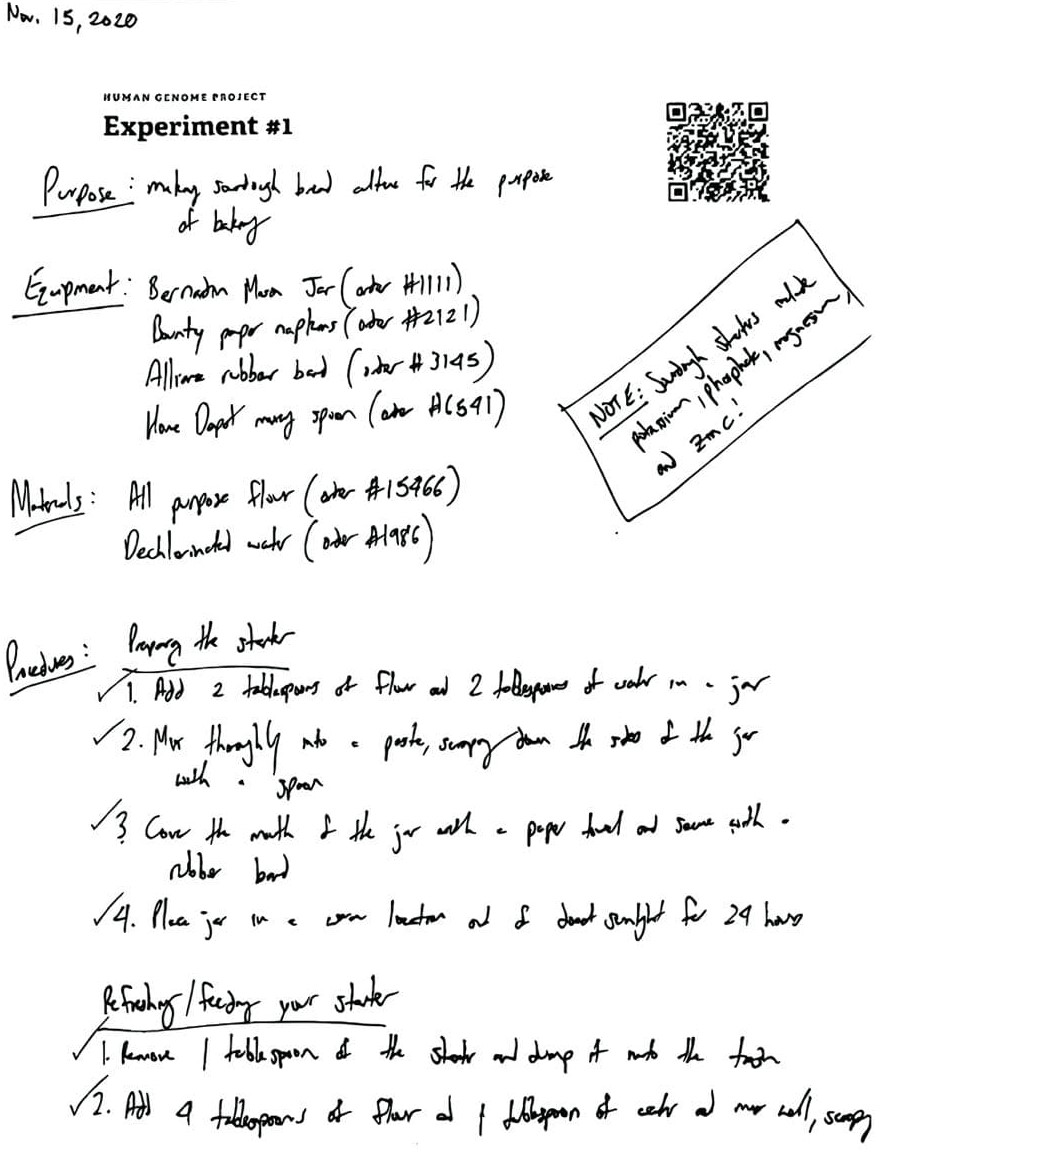 Nov. 15, 2020
HUMAN GENOME PROJECT
Experiment #1
Purpose: making sourdough bread culture for the purpose
of baking
Equipment: Bernardin Mason Jar (order #1111)
Bounty paper napkins (order #2121)
rubber band (order #3145)
Home Depot mixing spoon (order #6541)
NOTE: Sourdough starters include
potassium, phosphate, magnesium,
and zinc!
Materials: All purpose flour (order #15466)
Dechlorinated water (order #1986)
Procedures: Preparing the starter
✓ 1. Add 2 tablespoons of flour and 2 tablespoons of water in a jar
✓ 2. Mix thoroughly into a paste, scraping down the sides of the jar
with a spoon
✓ 3 Cover the mouth of the jar with a paper towel and secure with a
rubber band
✓ 4. Place jar in a warm location out of direct sunlight for 24 hours
Refreshing/feeding your starter
✓ 1. Remove 1 tablespoon of the starter and dump it into the trash
✓ 2. Add 4 tablespoons of flour and 1 tablespoon of water and mix well, scraping